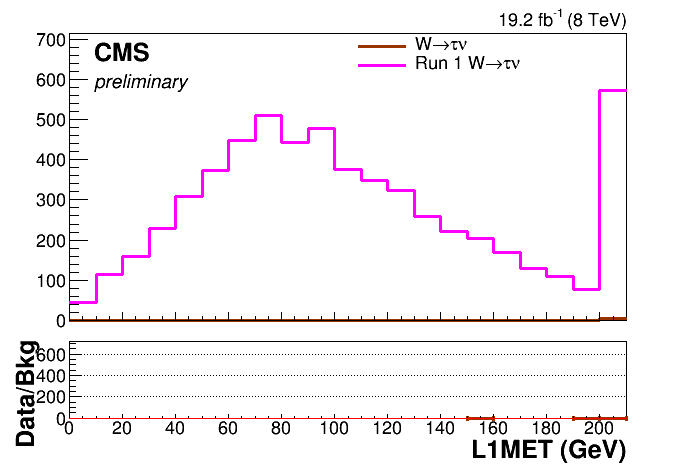 19.2 fb⁻¹ (8 TeV)
CMS
preliminary
W→τν
Run 1 W→τν
700
600
500
400
300
200
100
0
Data/Bkg
600
400
200
0
0 20 40 60 80 100 120 140 160 180 200
L1MET (GeV)